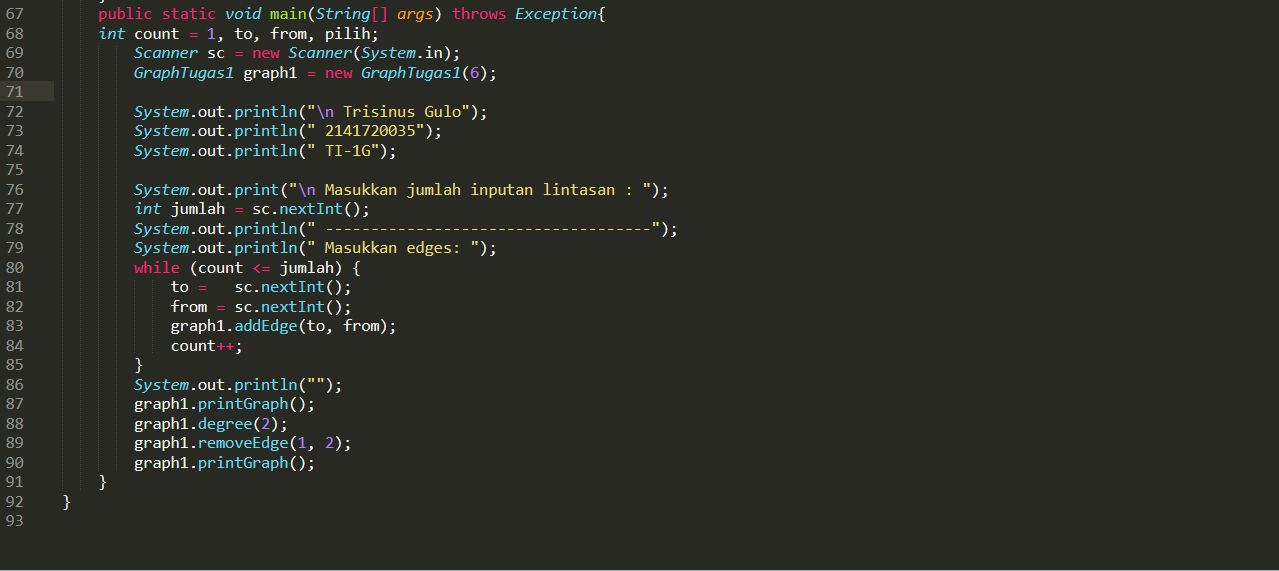 67 public static void main(String[] args) throws Exception{
68 int count = 1, to, from, pilih;
69 Scanner sc = new Scanner(System.in);
70 GraphTugas1 graph1 = new GraphTugas1(6);
71
72 System.out.println("\n Trisinus Gulo");
73 System.out.println(" 2141720035");
74 System.out.println(" TI-1G");
75
76 System.out.print("\n Masukkan jumlah inputan lintasan : ");
77 int jumlah = sc.nextInt();
78 System.out.println(" ------------------------------------");
79 System.out.println(" Masukkan edges: ");
80 while (count <= jumlah) {
81 to =   sc.nextInt();
82 from = sc.nextInt();
83 graph1.addEdge(to, from);
84 count++;
85 }
86 System.out.println("");
87 graph1.printGraph();
88 graph1.degree(2);
89 graph1.removeEdge(1, 2);
90 graph1.printGraph();
91 }
92 }
93